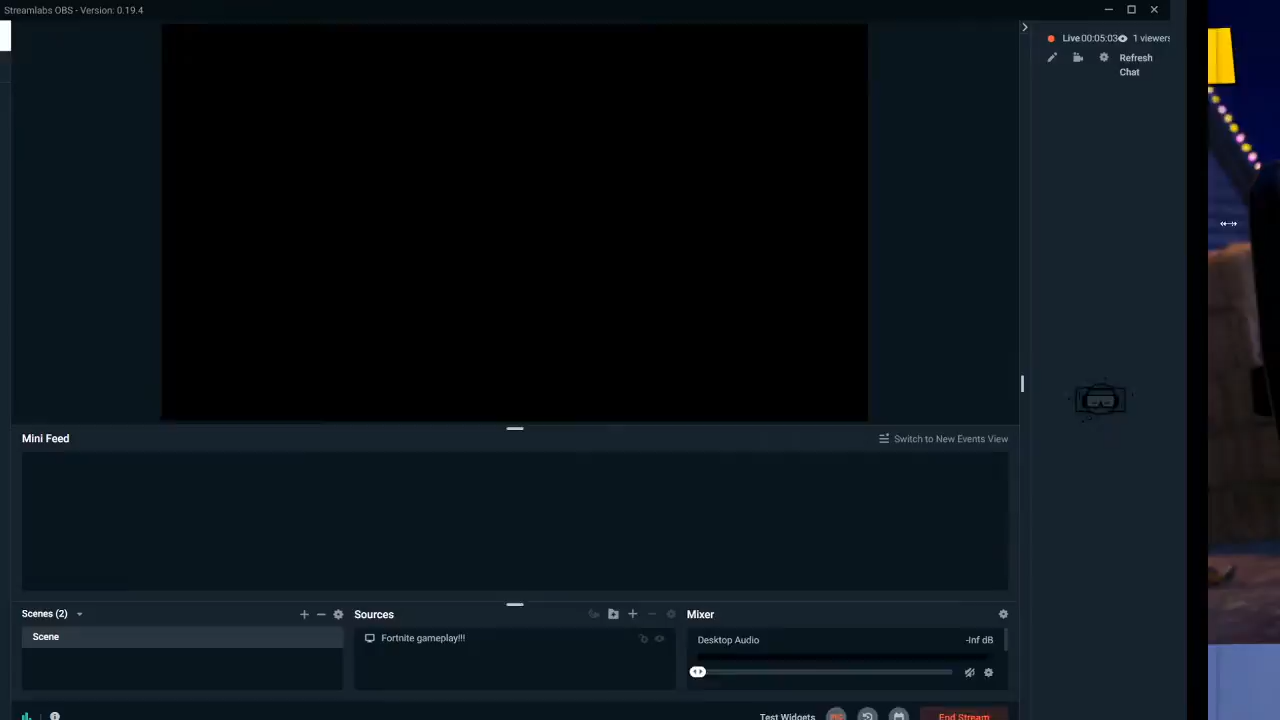 Streamlabs OBS - Version: 0.19.4
Live 00:05:03 1 viewers
Refresh
Chat
Mini Feed
Switch to New Events View
Scenes (2)
Sources
Mixer
Scene
Fortnite gameplay!!!
Desktop Audio
-Inf dB
Test Widgets
REC
End Stream